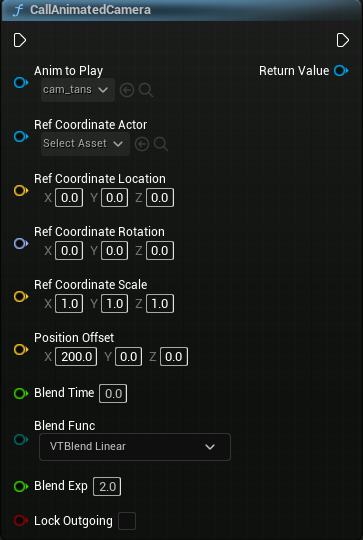 CallAnimatedCamera
Anim to Play
Return Value
cam_tans
Ref Coordinate Actor
Select Asset
Ref Coordinate Location
X 0.0 Y 0.0 Z 0.0
Ref Coordinate Rotation
X 0.0 Y 0.0 Z 0.0
Ref Coordinate Scale
X 1.0 Y 1.0 Z 1.0
Position Offset
X 200.0 Y 0.0 Z 0.0
Blend Time 0.0
Blend Func
VTBlend Linear
Blend Exp 2.0
Lock Outgoing